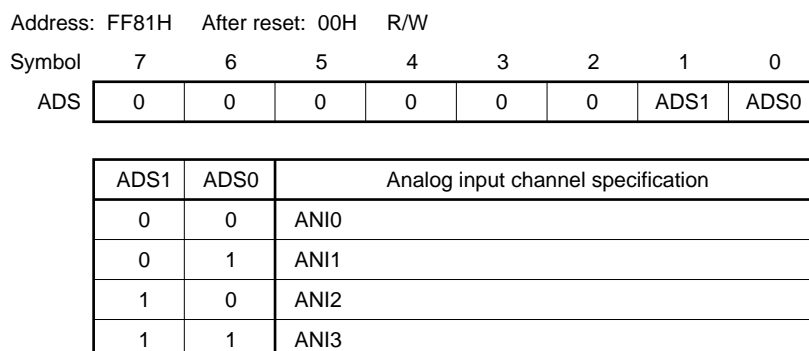 Address: FF81H After reset: 00H R/W
Symbol 7 6 5 4 3 2 1 0
ADS 0 0 0 0 0 0 ADS1 ADS0
ADS1 ADS0 Analog input channel specification
0 0 ANI0
0 1 ANI1
1 0 ANI2
1 1 ANI3